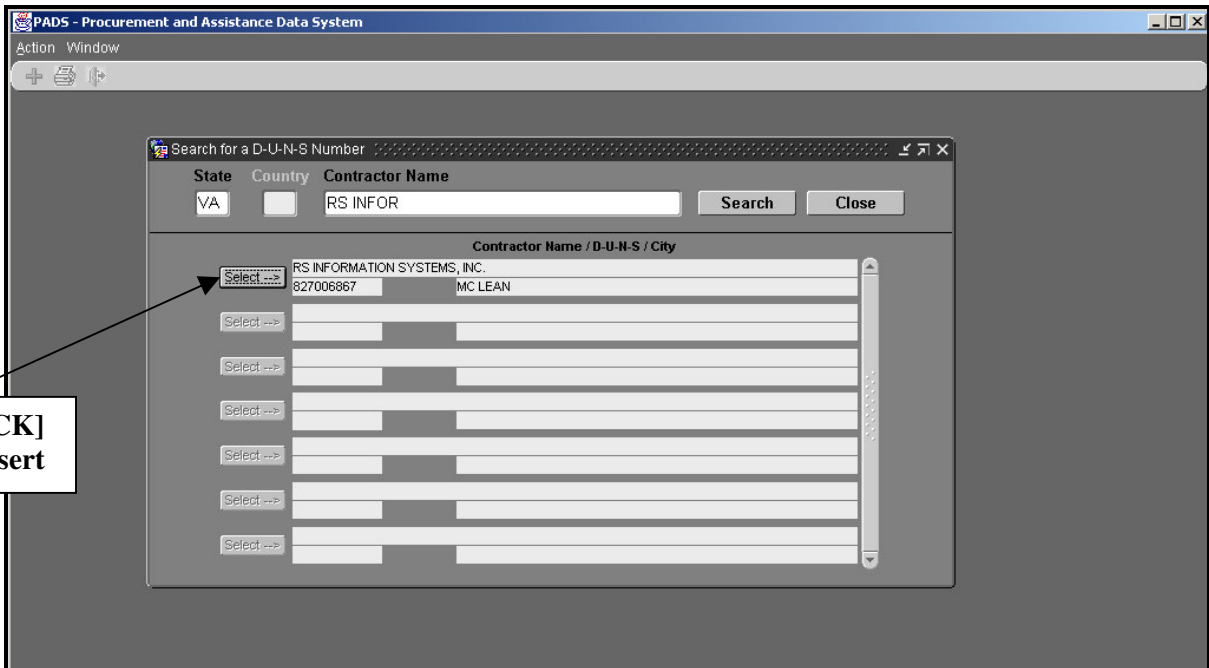 PADS - Procurement and Assistance Data System
Action Window
Search for a D-U-N-S Number
State Country Contractor Name
VA RS INFOR Search Close
Contractor Name / D-U-N-S / City
Select --> RS INFORMATION SYSTEMS, INC.
827006867 MC LEAN
Select -->
Select -->
CK]
sert
Select -->
Select -->
Select -->
Select -->